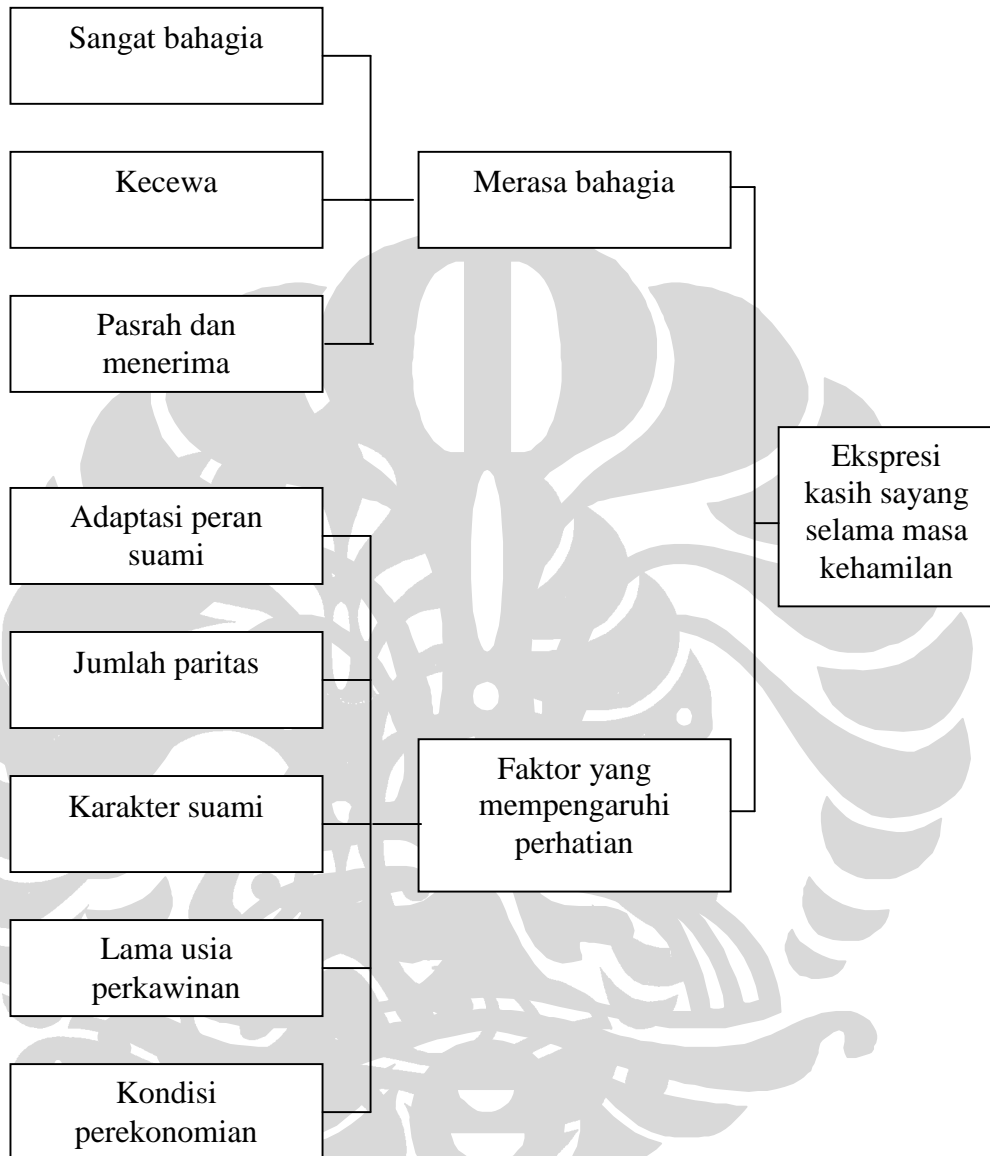 Sangat bahagia
Kecewa
Merasa bahagia
Pasrah dan
menerima
Ekspresi
kasih sayang
selama masa
kehamilan
Adaptasi peran
suami
Jumlah paritas
Faktor yang
mempengaruhi
perhatian
Karakter suami
Lama usia
perkawinan
Kondisi
perekonomian